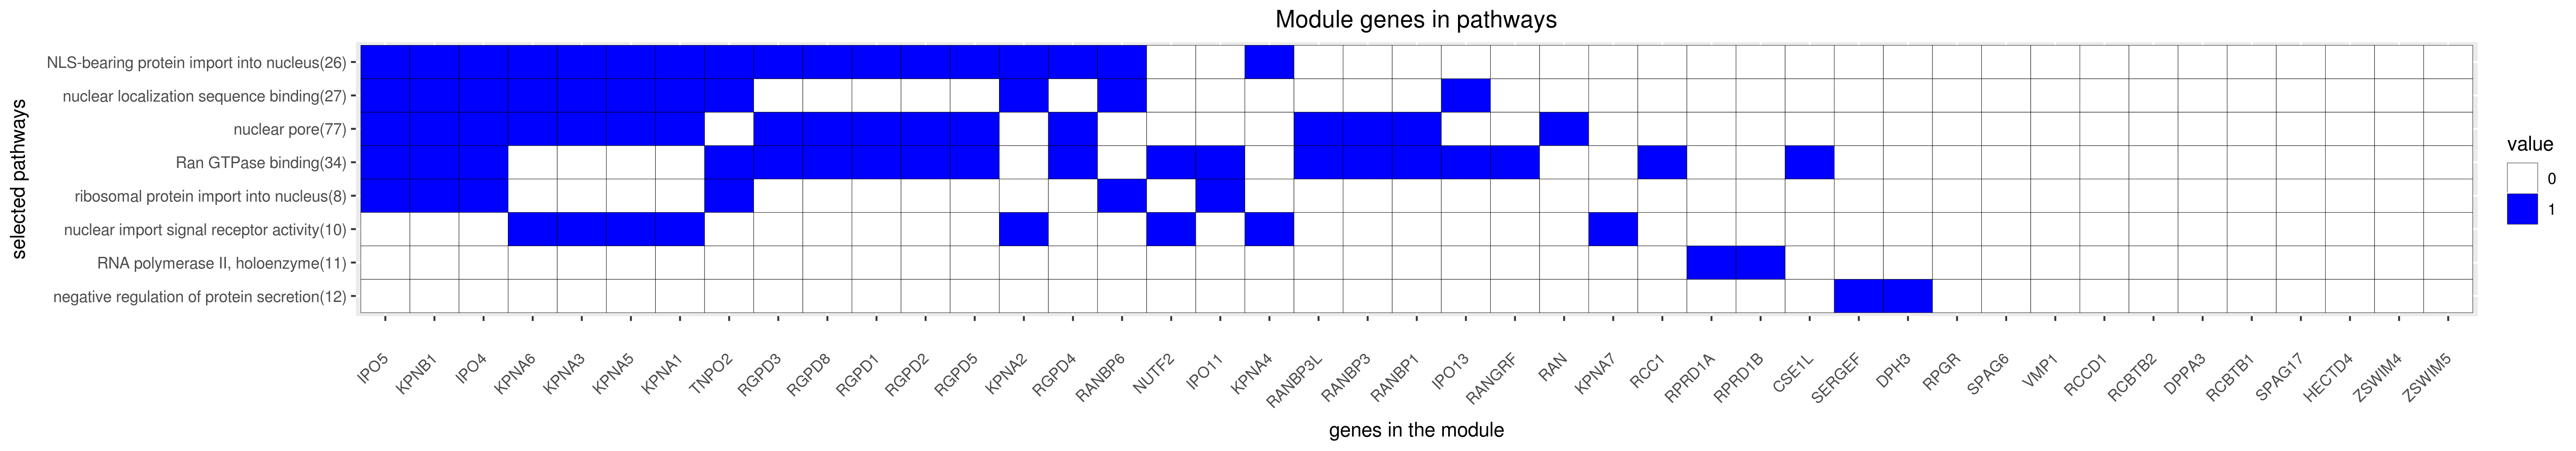 Module genes in pathways
selected pathways
NLS-bearing protein import into nucleus(26)
nuclear localization sequence binding(27)
nuclear pore(77)
Ran GTPase binding(34)
ribosomal protein import into nucleus(8)
nuclear import signal receptor activity(10)
RNA polymerase II, holoenzyme(11)
negative regulation of protein secretion(12)
value
0
1
IPO5
KPNB1
IPO4
KPNA6
KPNA3
KPNA5
KPNA1
TNPO2
RGPD3
RGPD8
RGPD1
RGPD2
RGPD5
KPNA2
RGPD4
RANBP6
NUTF2
IPO11
KPNA4
RANBP3L
RANBP3
RANBP1
IPO13
RANGRF
RAN
KPNA7
RCC1
RPRD1A
RPRD1B
CSE1L
SERGEF
DPH3
RPGR
SPAG6
VMP1
RCCD1
RCBTB2
DPPA3
RCBTB1
SPAG17
HECTD4
ZSWIM4
ZSWIM5
genes in the module